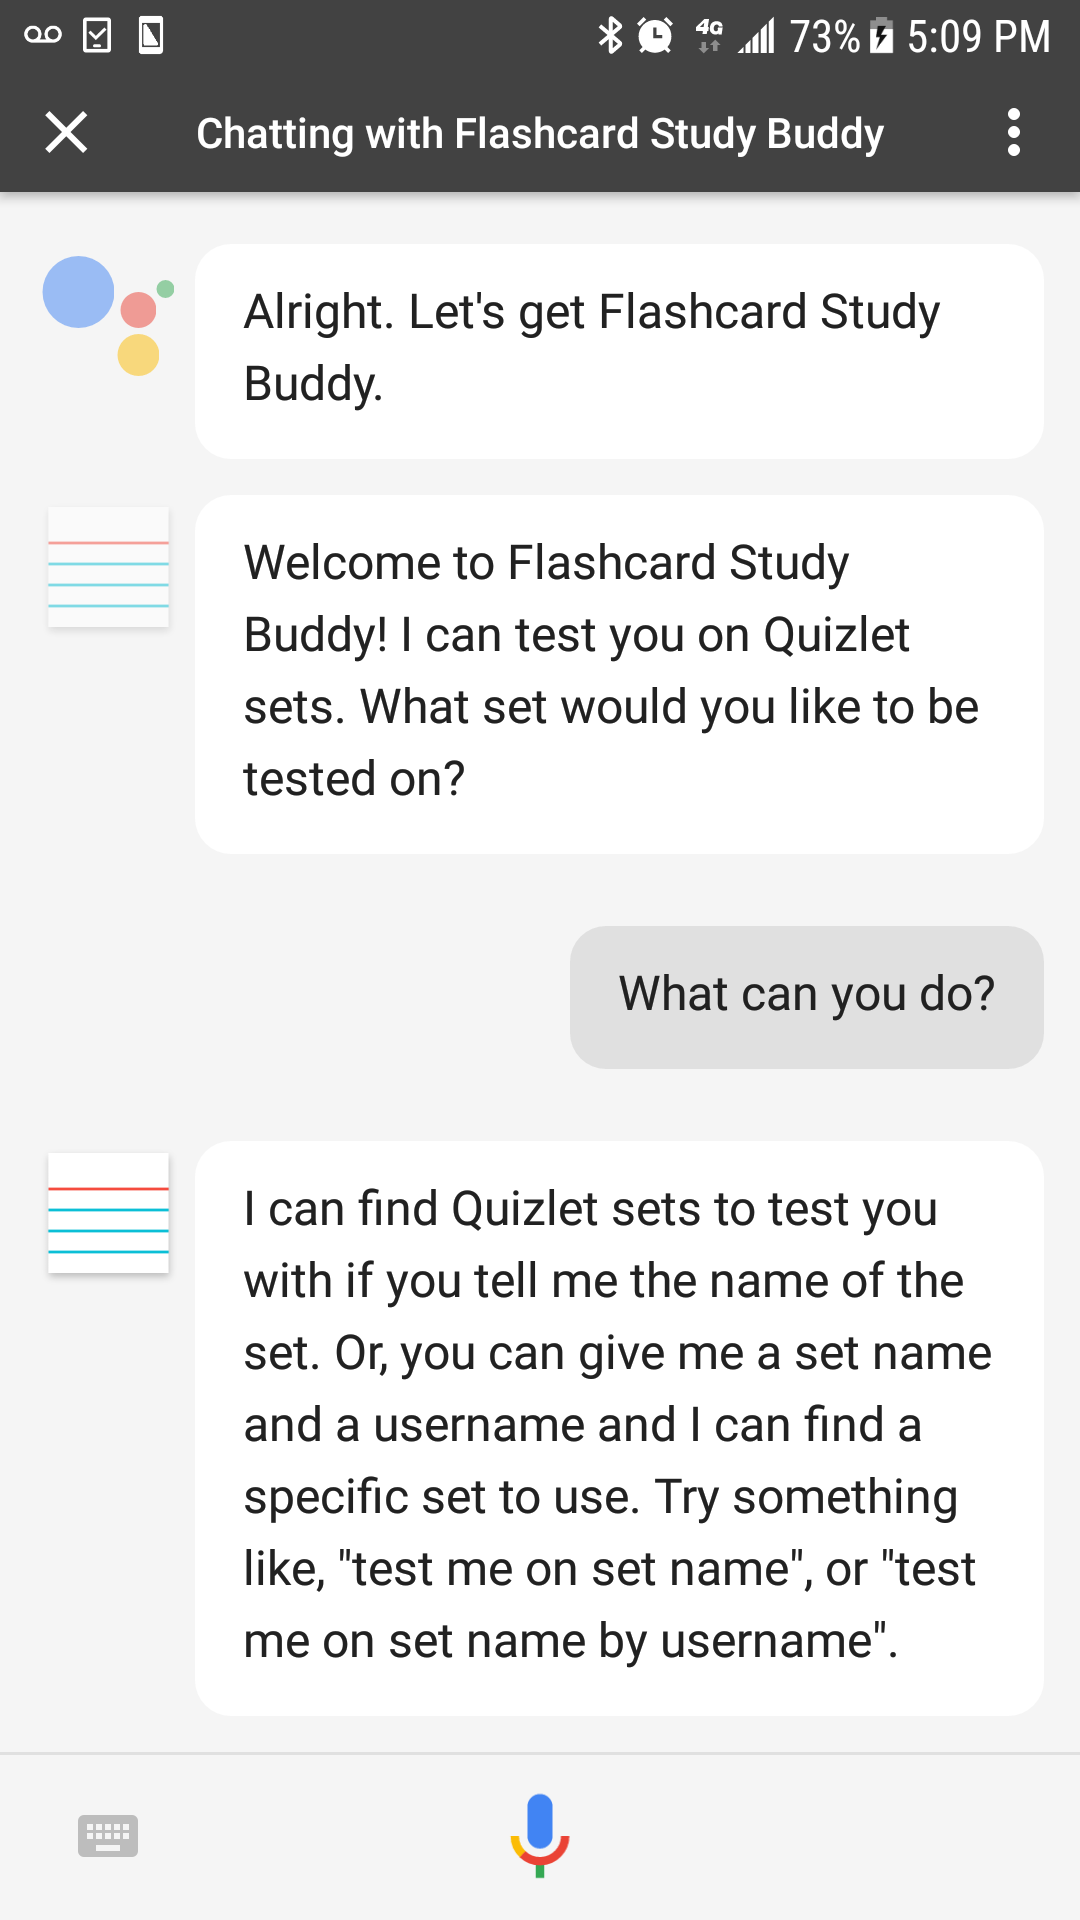 4G 73% 5:09 PM
Chatting with Flashcard Study Buddy
Alright. Let's get Flashcard Study
Buddy.
Welcome to Flashcard Study
Buddy! I can test you on Quizlet
sets. What set would you like to be
tested on?
What can you do?
I can find Quizlet sets to test you
with if you tell me the name of the
set. Or, you can give me a set name
and a username and I can find a
specific set to use. Try something
like, "test me on set name", or "test
me on set name by username".